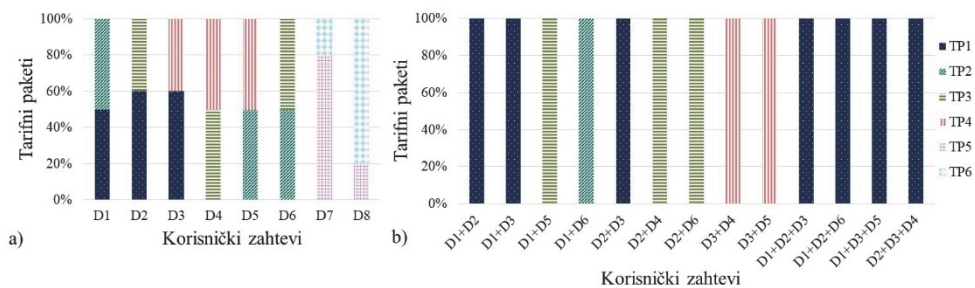 100%
80%
60%
40%
20%
0%
Tarifni paketi
D1 D2 D3 D4 D5 D6 D7 D8
a)
Korisnički zahtevi
100%
80%
60%
40%
20%
0%
Tarifni paketi
D1+D2
D1+D3
D1+D5
D1+D6
D2+D3
D2+D4
D2+D6
D3+D4
D3+D5
D1+D2+D3
D1+D2+D6
D1+D3+D5
D2+D3+D4
b)
Korisnički zahtevi
TP1
TP2
TP3
TP4
TP5
TP6